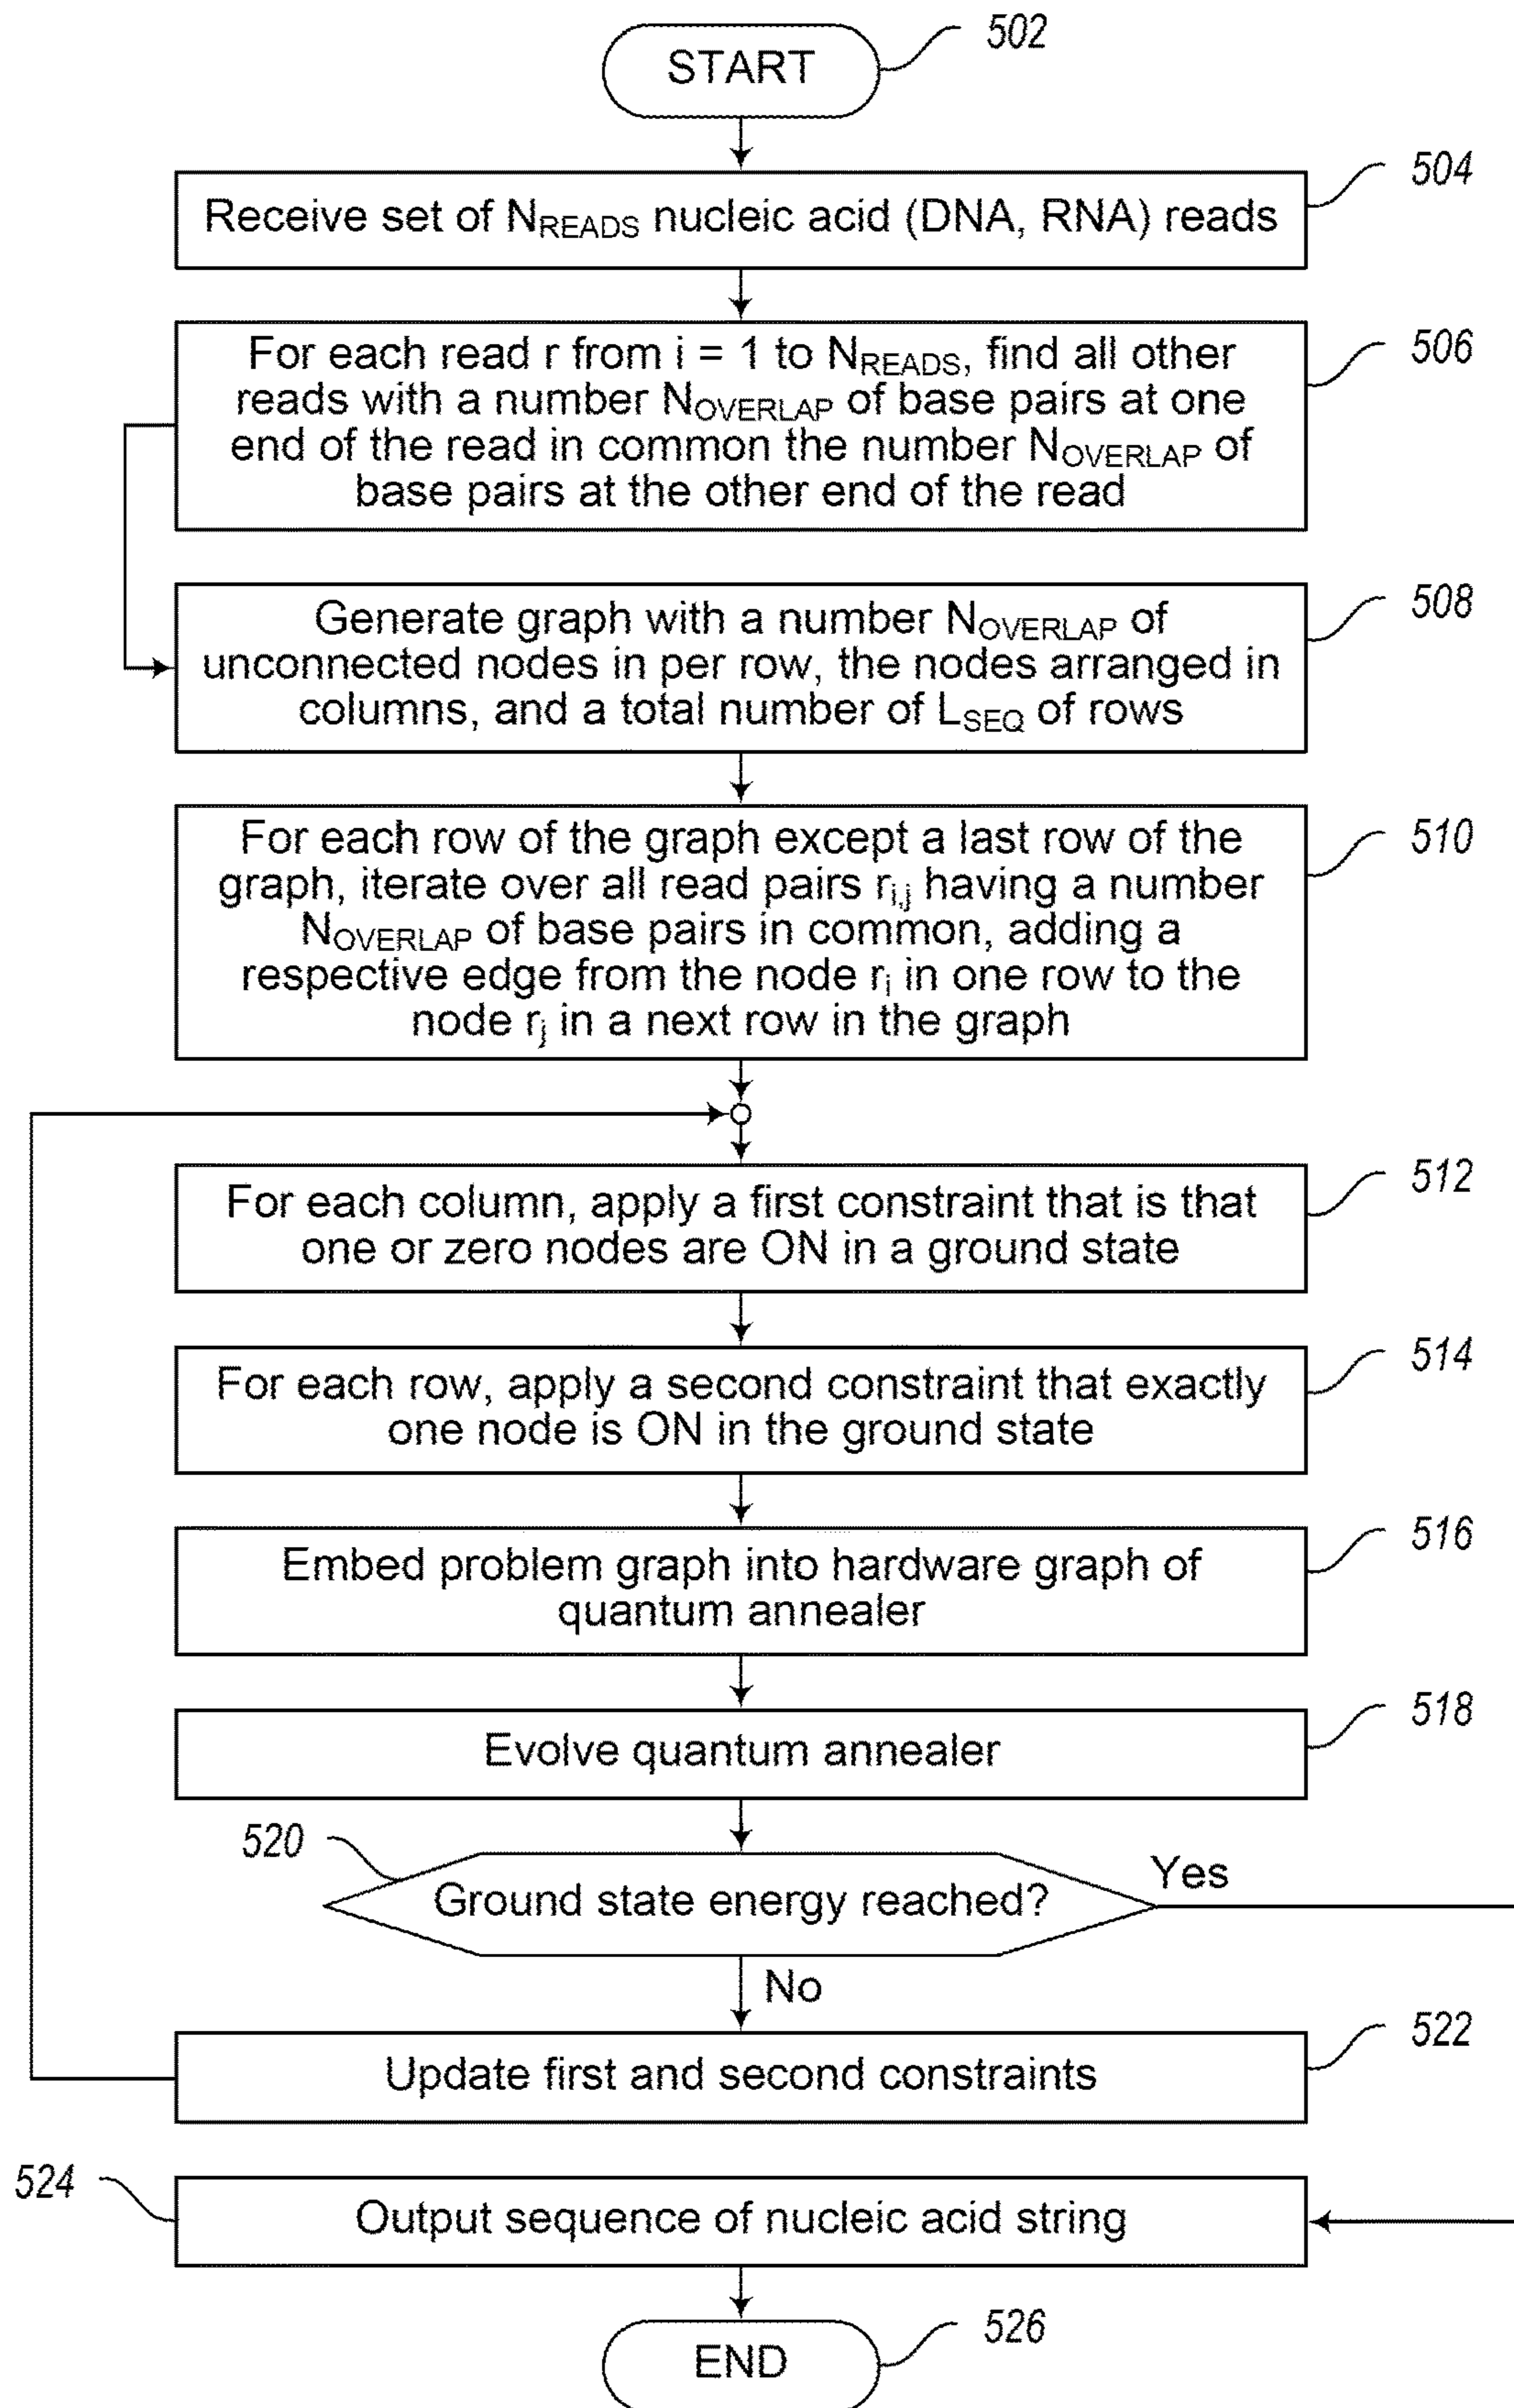 502
START
504
Receive set of NREADS nucleic acid (DNA, RNA) reads
506
For each read r from i = 1 to NREADS, find all other
reads with a number NOVERLAP of base pairs at one
end of the read in common the number NOVERLAP of
base pairs at the other end of the read
508
Generate graph with a number NOVERLAP of
unconnected nodes in per row, the nodes arranged in
columns, and a total number of LSEQ of rows
510
For each row of the graph except a last row of the
graph, iterate over all read pairs ri,j having a number
NOVERLAP of base pairs in common, adding a
respective edge from the node ri in one row to the
node rj in a next row in the graph
512
For each column, apply a first constraint that is that
one or zero nodes are ON in a ground state
514
For each row, apply a second constraint that exactly
one node is ON in the ground state
516
Embed problem graph into hardware graph of
quantum annealer
518
Evolve quantum annealer
520
Ground state energy reached?
Yes
No
522
Update first and second constraints
524
Output sequence of nucleic acid string
526
END